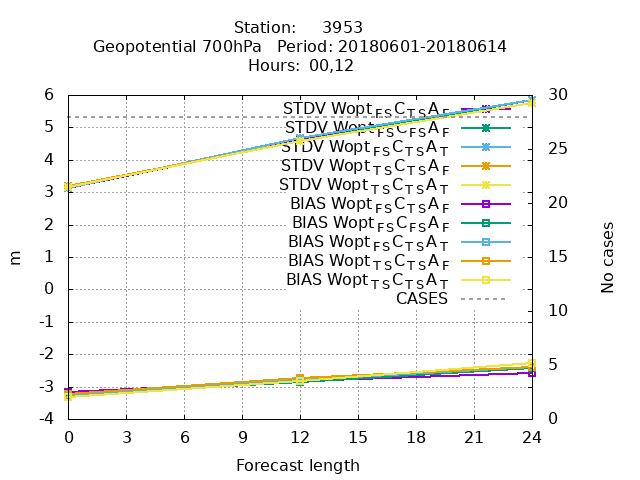 Station: 3953
Geopotential 700hPa Period: 20180601-20180614
Hours: 00,12
6 30
STDV Wopt_FS C_TS A_F
5
STDV Wopt_FS C_FS A_F
25
STDV Wopt_FS C_TS A_T
4
STDV Wopt_TS C_TS A_F
STDV Wopt_TS C_TS A_T
3
20
BIAS Wopt_FS C_TS A_F
2
BIAS Wopt_FS C_FS A_F
BIAS Wopt_FS C_TS A_T
15
1
m
No cases
BIAS Wopt_TS C_TS A_F
BIAS Wopt_TS C_TS A_T
0
CASES
10
-1
-2
5
-3
-4 0
0 3 6 9 12 15 18 21 24
Forecast length